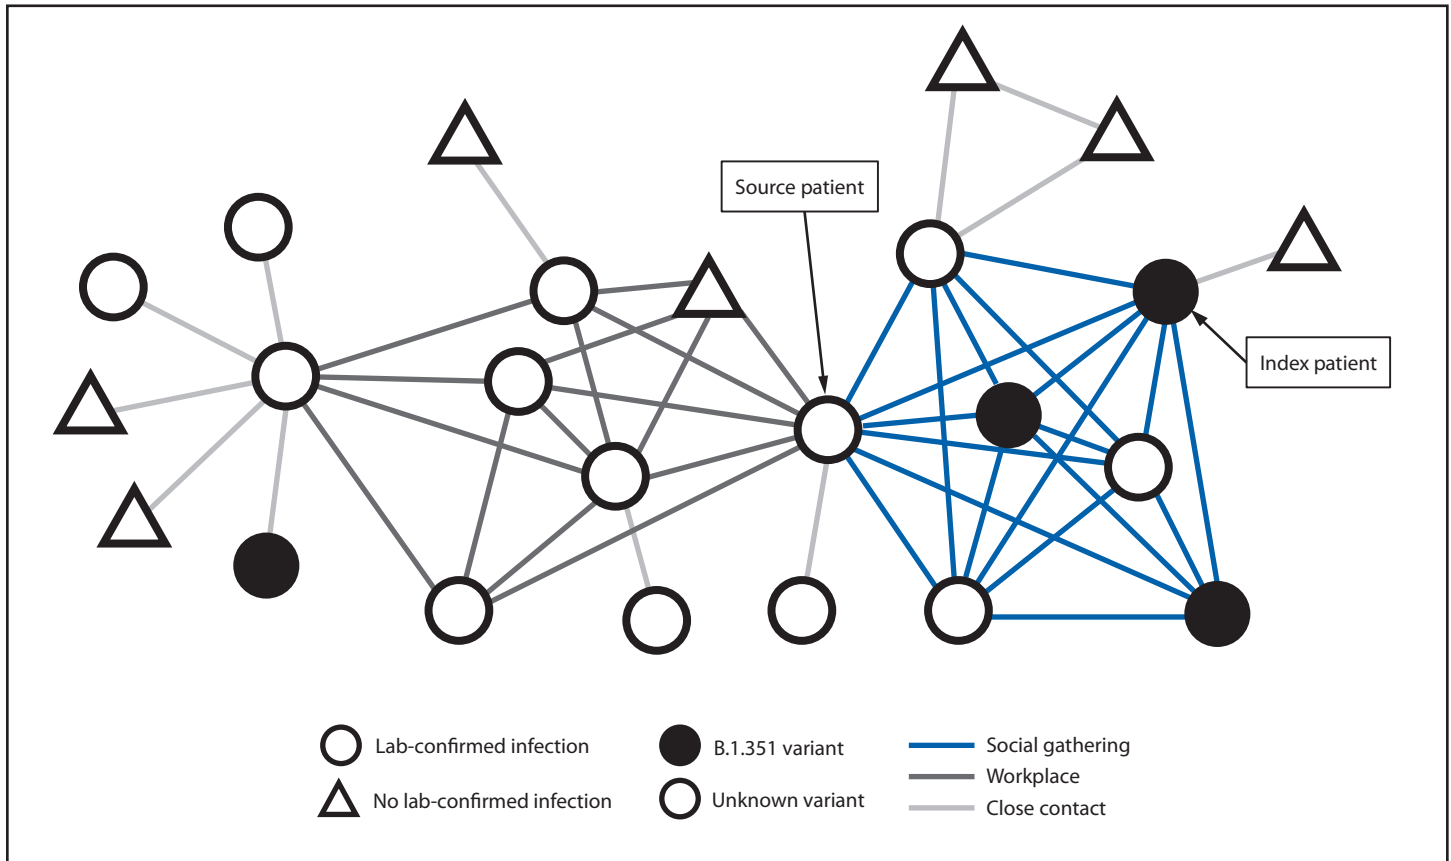 Source patient
Index patient
Lab-confirmed infection
No lab-confirmed infection
B.1.351 variant
Unknown variant
Social gathering
Workplace
Close contact